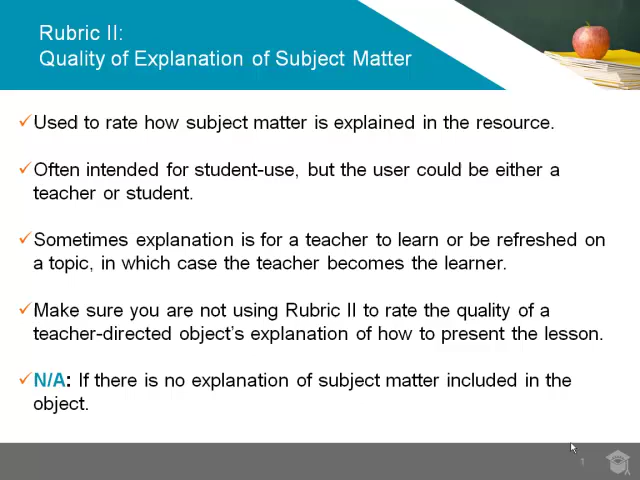 Rubric II:
Quality of Explanation of Subject Matter
✓Used to rate how subject matter is explained in the resource.
✓Often intended for student-use, but the user could be either a
teacher or student.
✓Sometimes explanation is for a teacher to learn or be refreshed on
a topic, in which case the teacher becomes the learner.
✓Make sure you are not using Rubric II to rate the quality of a
teacher-directed object's explanation of how to present the lesson.
✓N/A: If there is no explanation of subject matter included in the
object.
1